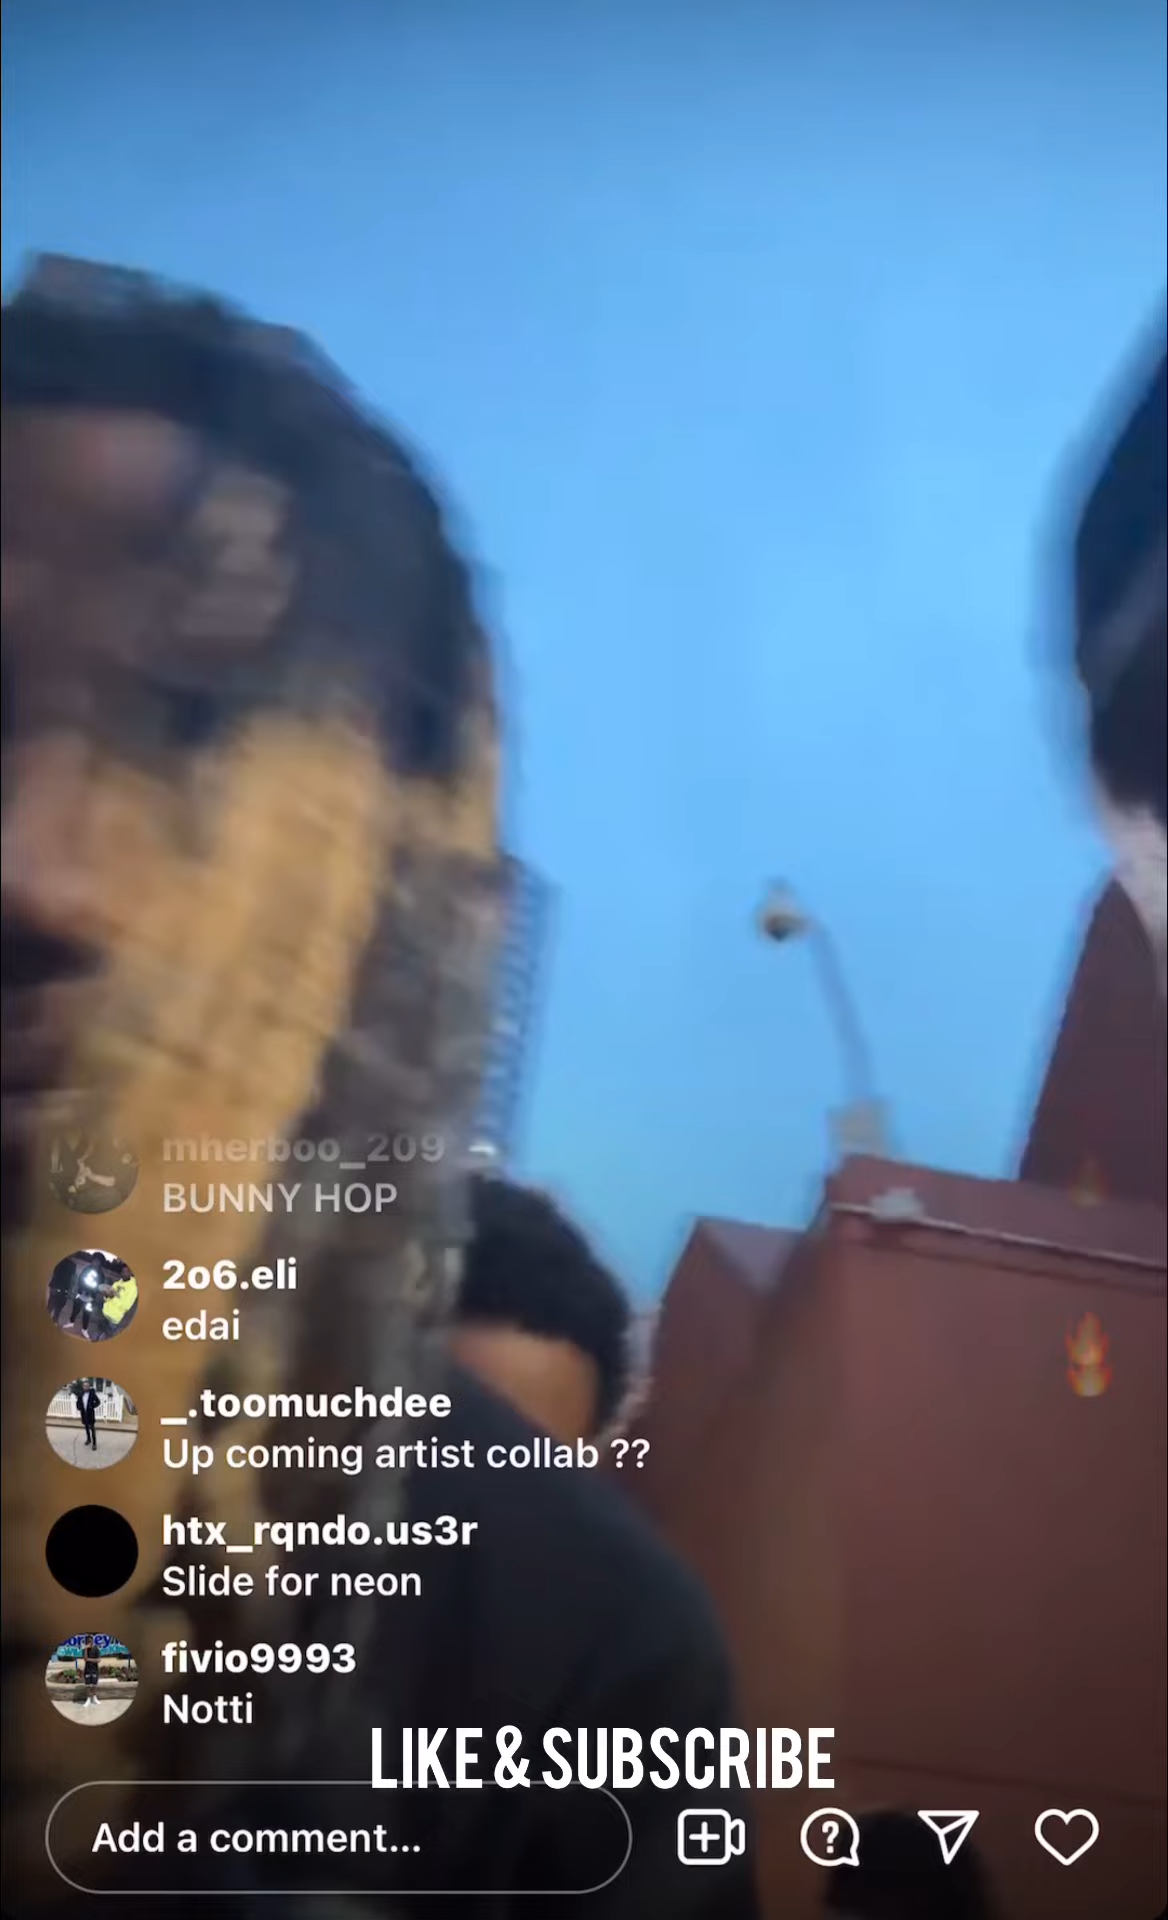 mherboo_209
BUNNY HOP
2o6.eli
edai
_.toomuchdee
Up coming artist collab ??
htx_rqndo.us3r
Slide for neon
fivio9993
Notti
LIKE & SUBSCRIBE
Add a comment...